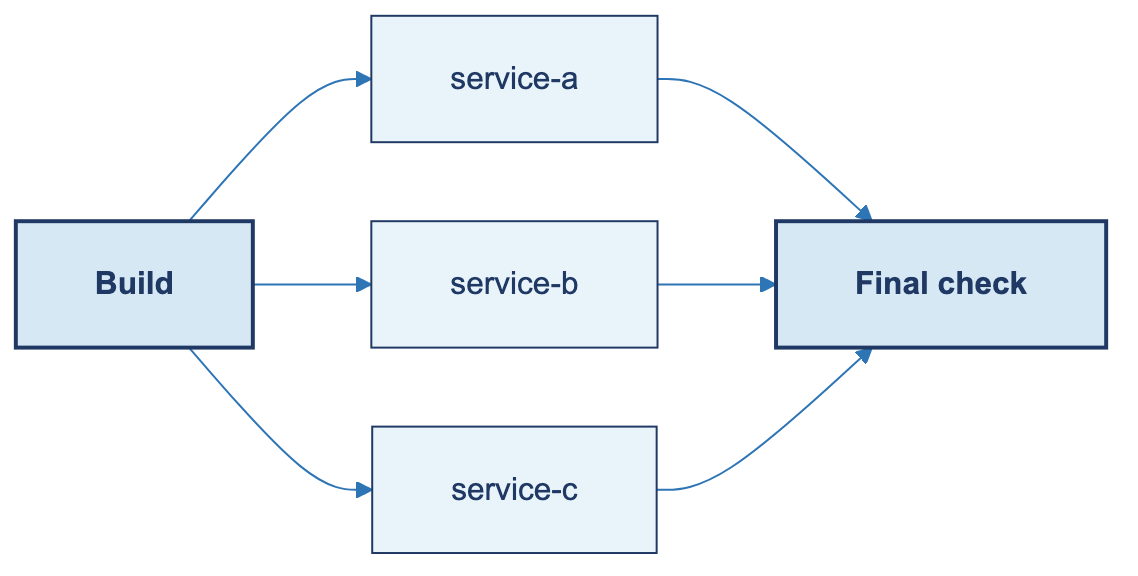 service-a
Build
service-b
Final check
service-c